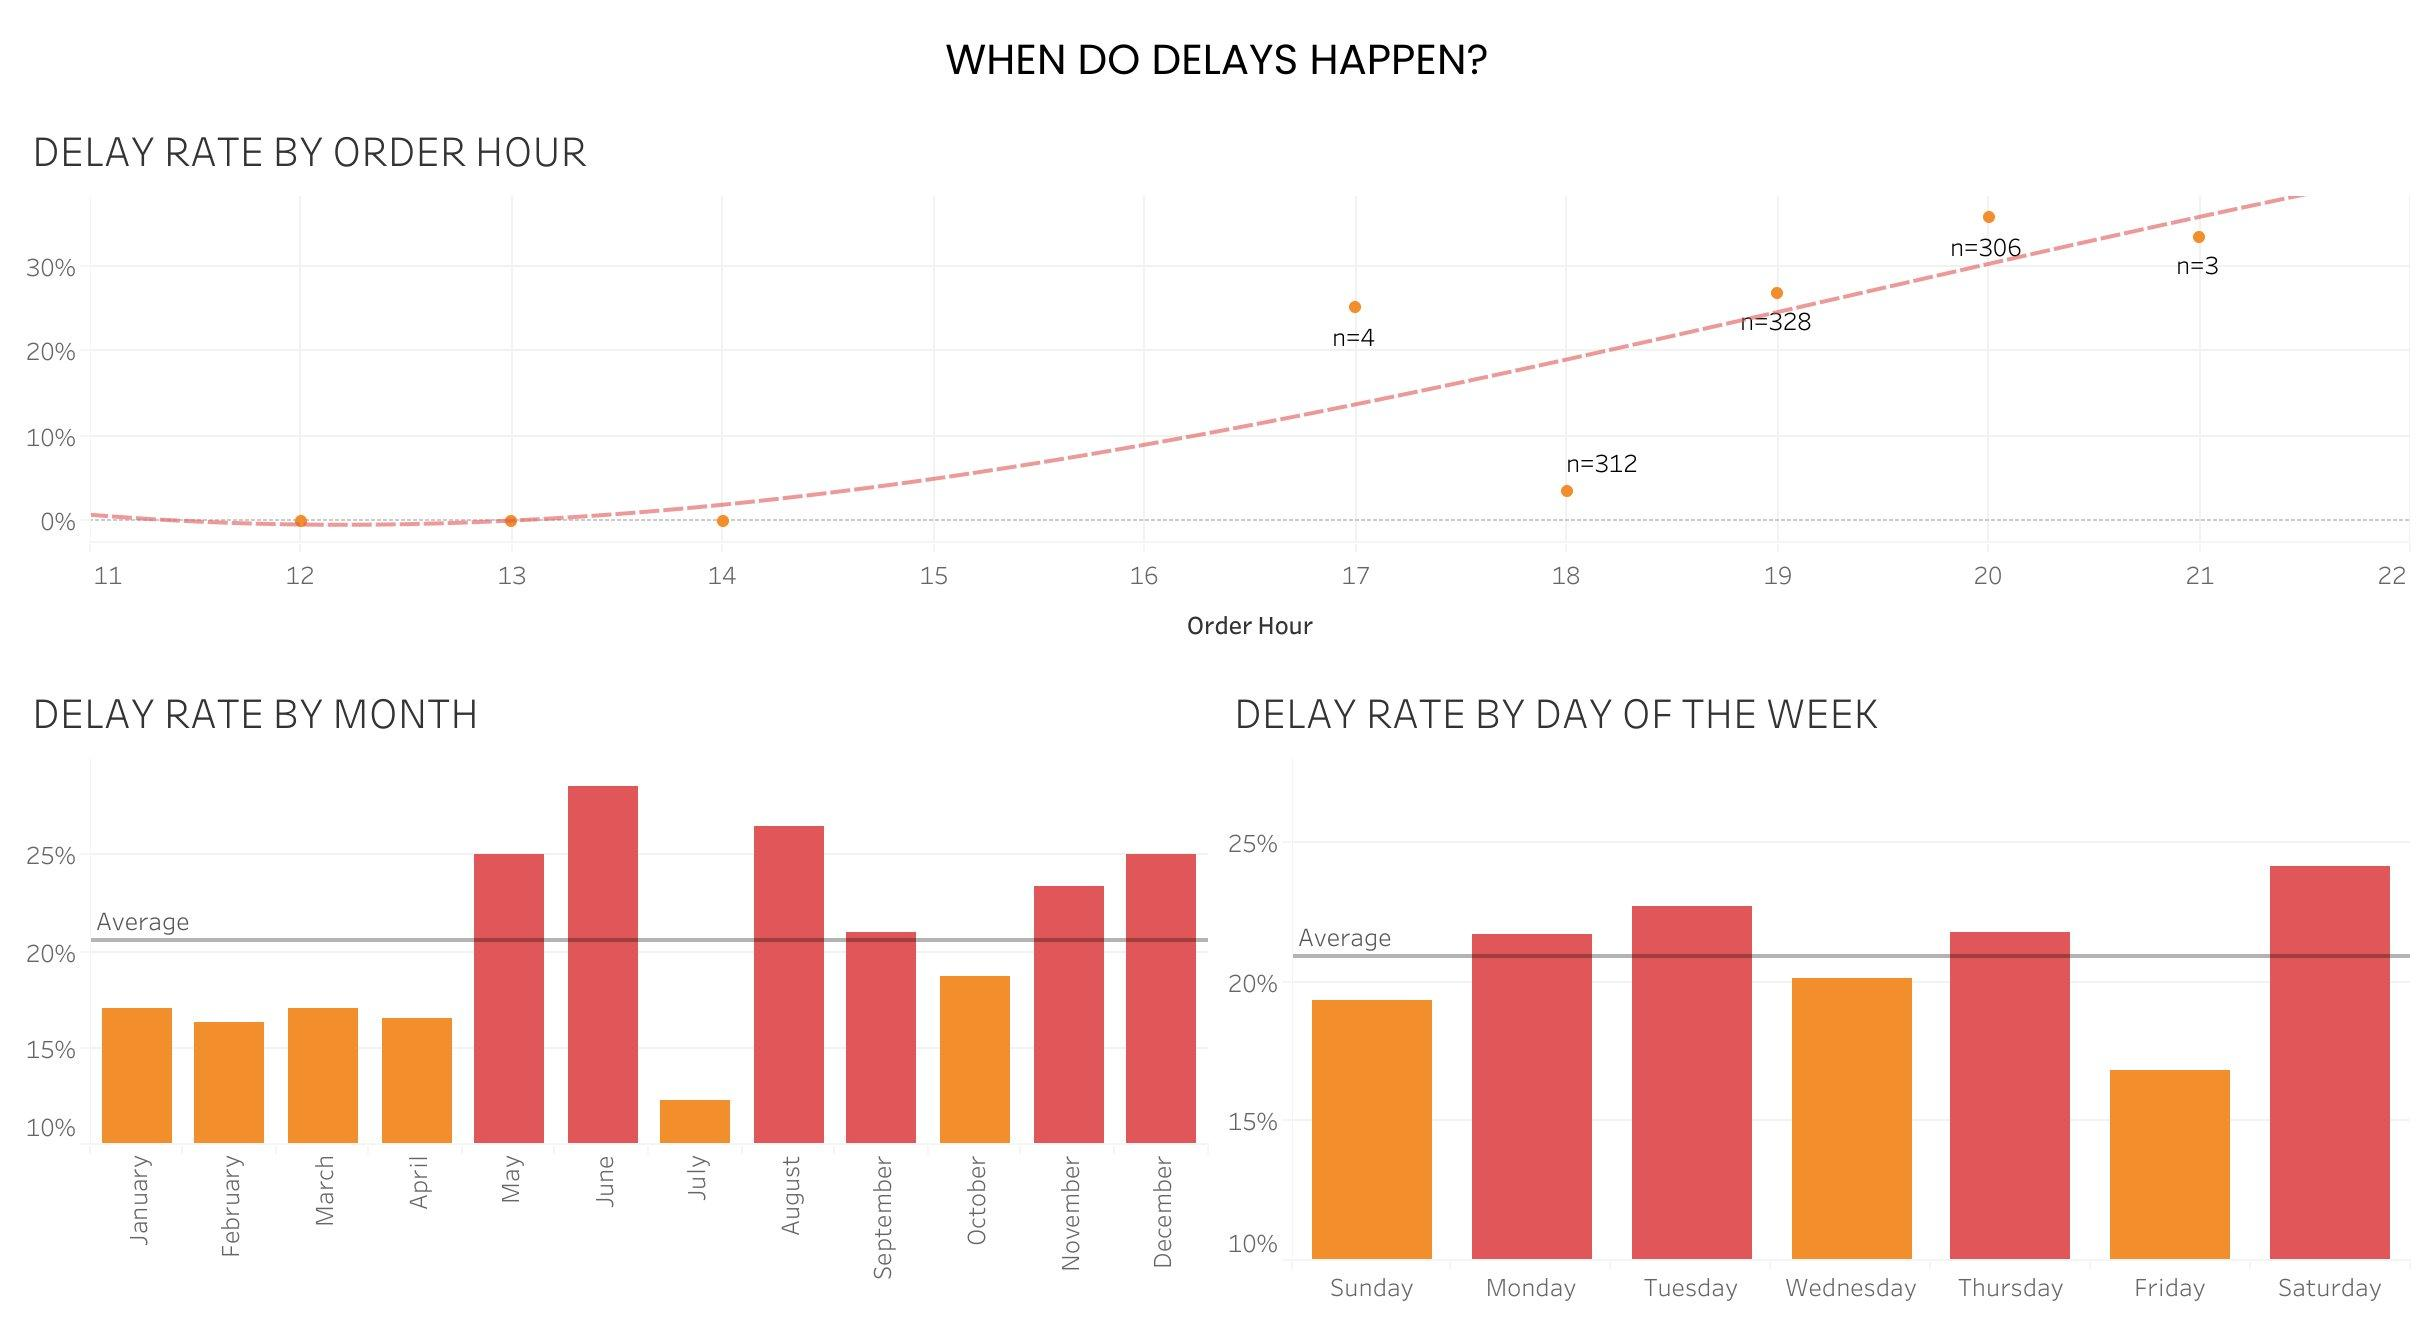 WHEN DO DELAYS HAPPEN?
DELAY RATE BY ORDER HOUR
30%
20%
10%
0%
n=306
n=3
n=328
n=4
n=312
11 12 13 14 15 16 17 18 19 20 21 22
Order Hour
DELAY RATE BY MONTH
25%
Average
20%
15%
10%
January February March April May June July August September October November December
DELAY RATE BY DAY OF THE WEEK
25%
Average
20%
15%
10%
Sunday Monday Tuesday Wednesday Thursday Friday Saturday